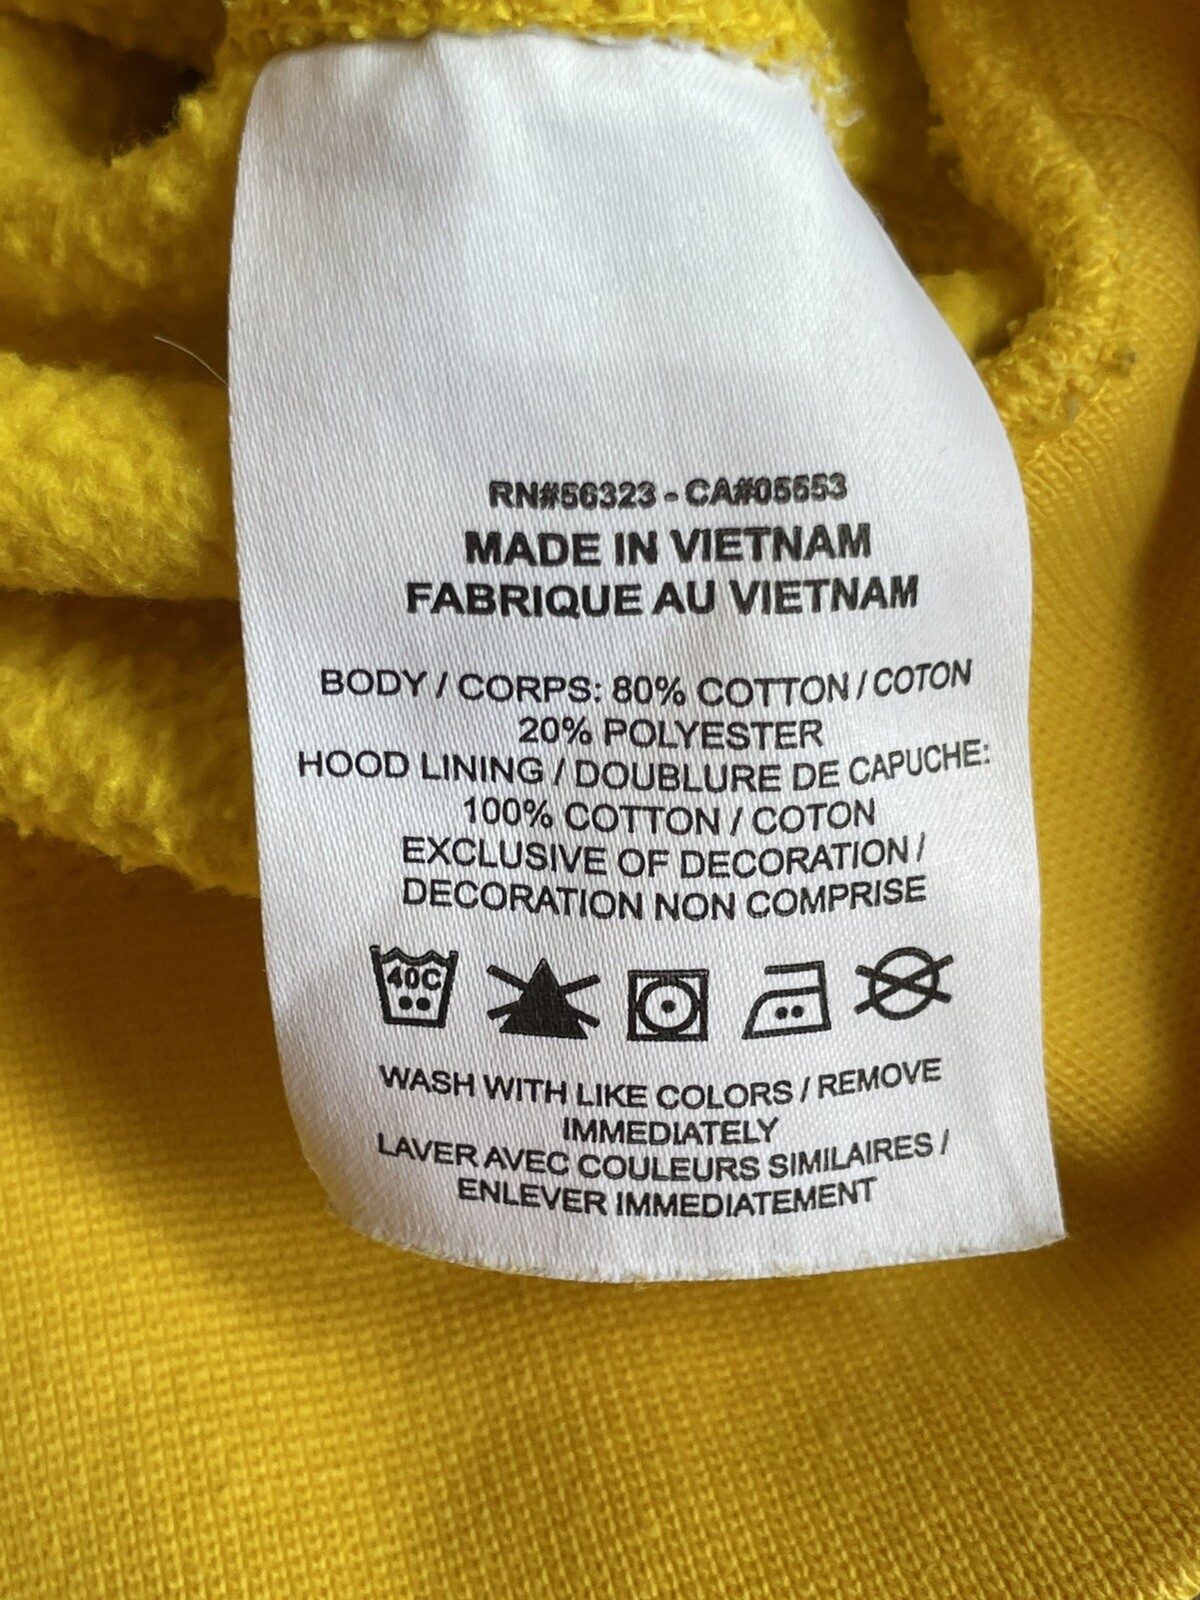 RN#56323 - CA#05553
MADE IN VIETNAM
FABRIQUE AU VIETNAM
BODY / CORPS: 80% COTTON / COTON
20% POLYESTER
HOOD LINING / DOUBLURE DE CAPUCHE:
100% COTTON / COTON
EXCLUSIVE OF DECORATION /
DECORATION NON COMPRISE
40C
WASH WITH LIKE COLORS / REMOVE
IMMEDIATELY
LAVER AVEC COULEURS SIMILAIRES /
ENLEVER IMMEDIATEMENT